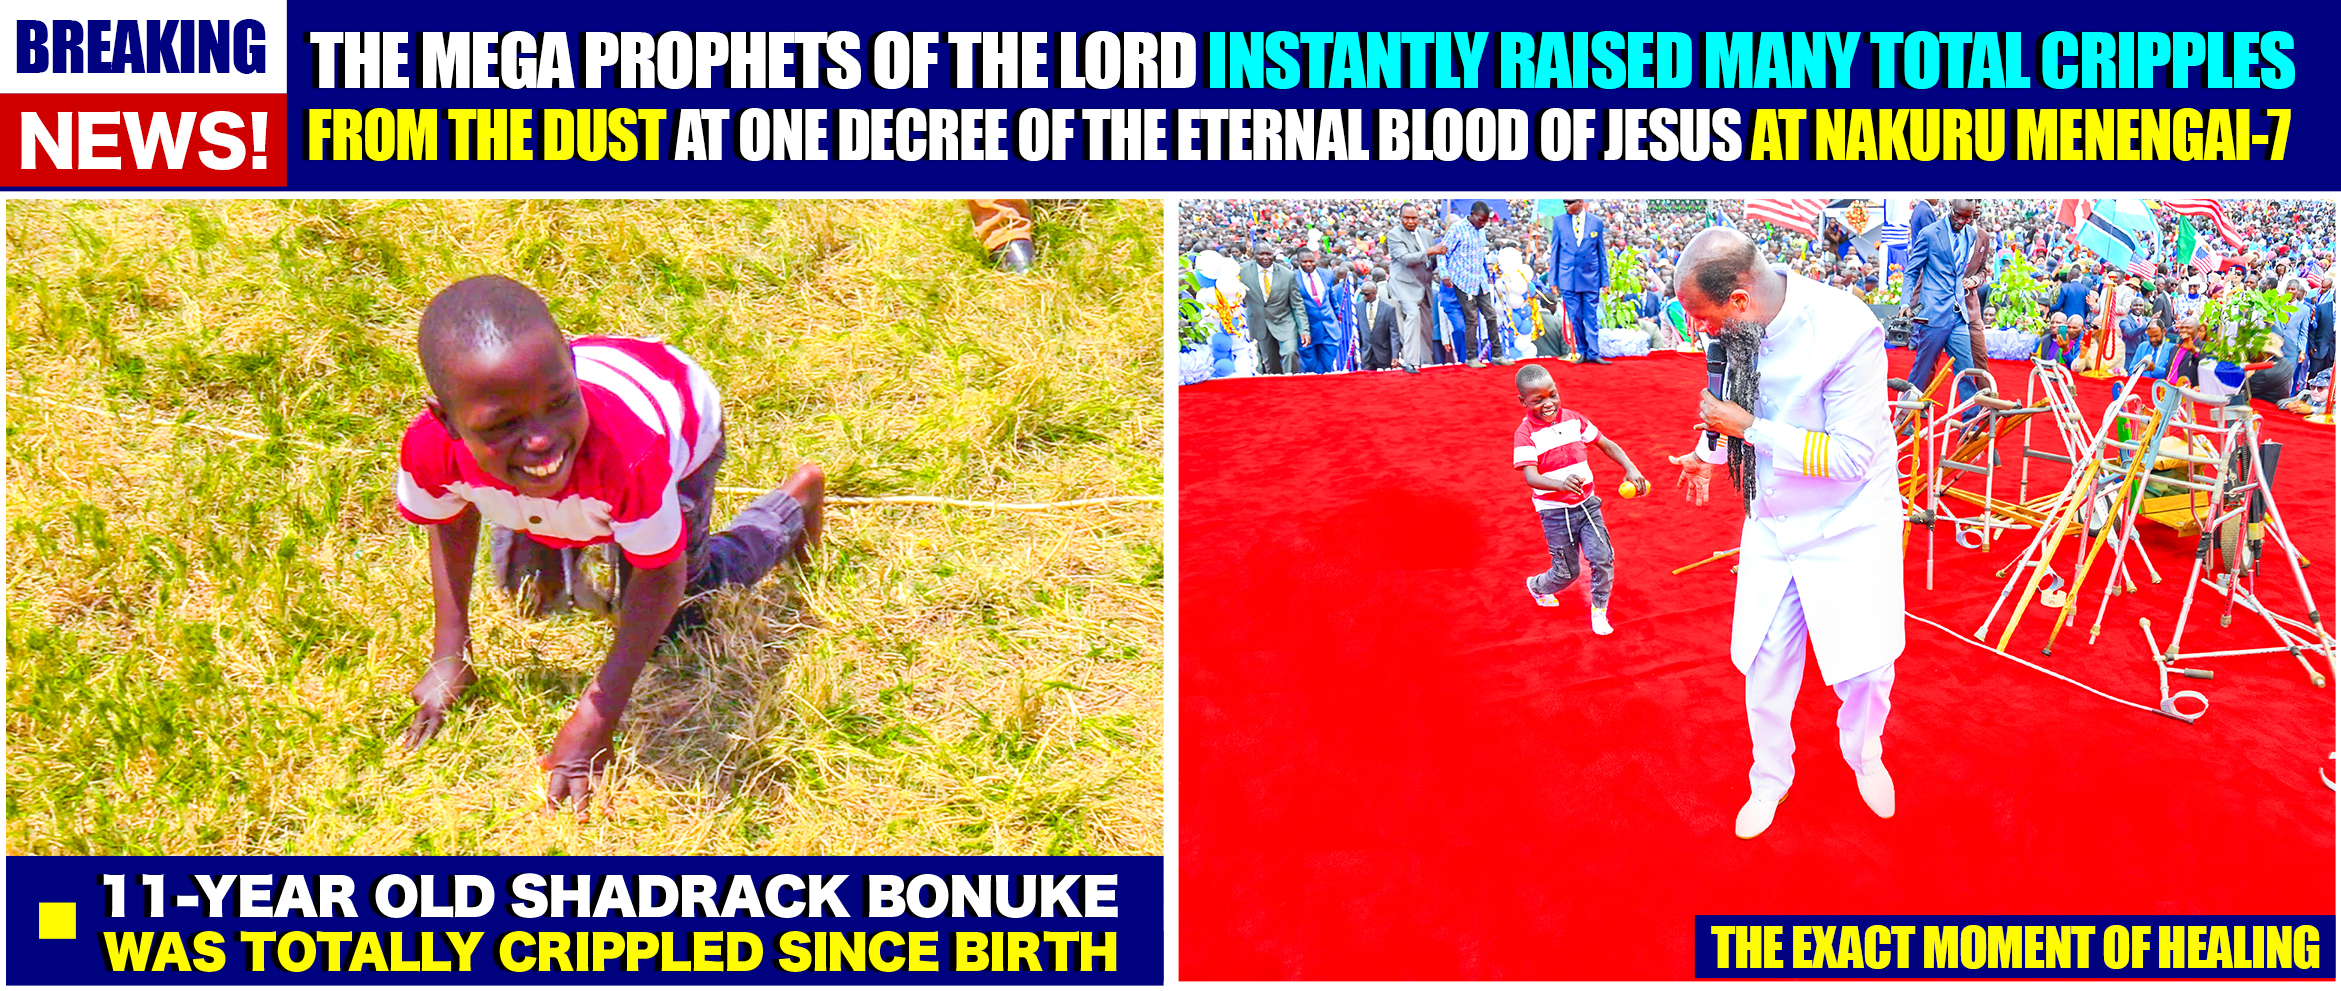 BREAKING
NEWS!
THE MEGA PROPHETS OF THE LORD INSTANTLY RAISED MANY TOTAL CRIPPLES
FROM THE DUST AT ONE DECREE OF THE ETERNAL BLOOD OF JESUS AT NAKURU MENENGAI-7
11-YEAR OLD SHADRACK BONUKE
WAS TOTALLY CRIPPLED SINCE BIRTH
THE EXACT MOMENT OF HEALING